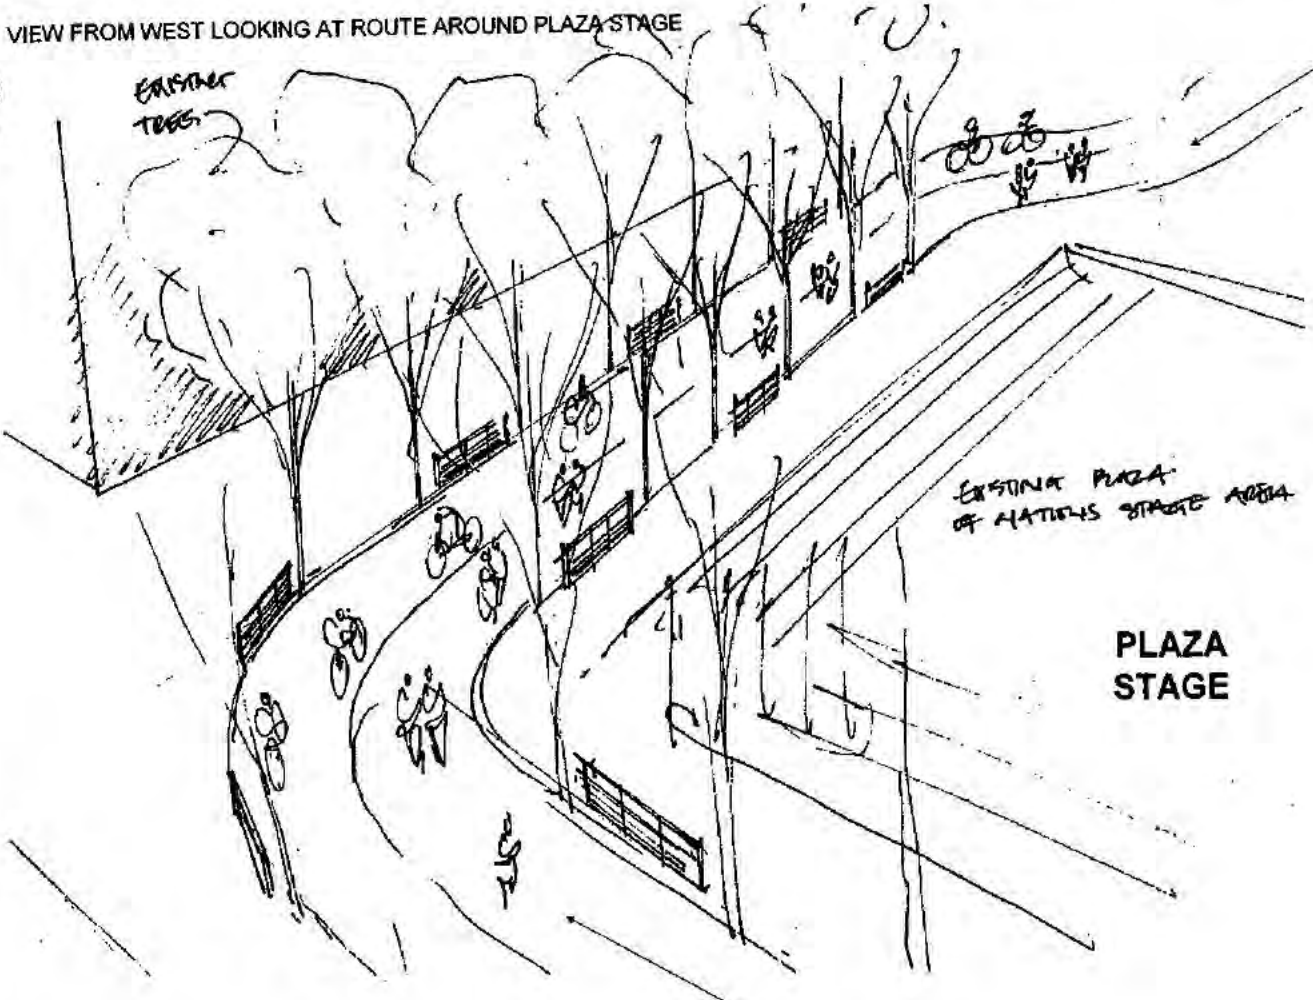 VIEW FROM WEST LOOKING AT ROUTE AROUND PLAZA STAGE
EXISTING
TREES
EXISTING PLAZA
OF NATIONS STAGE AREA
PLAZA
STAGE